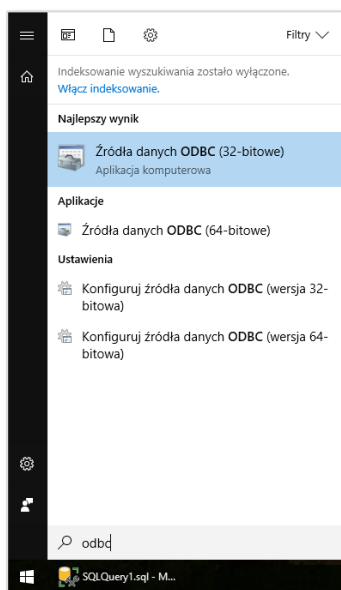 Filtry
Indeksowanie wyszukiwania zostało wyłączone.
Włącz indeksowanie.
Najlepszy wynik
Źródła danych ODBC (32-bitowe)
Aplikacja komputerowa
Aplikacje
Źródła danych ODBC (64-bitowe)
Ustawienia
Konfiguruj źródła danych ODBC (wersja 32-
bitowa)
Konfiguruj źródła danych ODBC (wersja 64-
bitowa)
odbc
SQLQuery1.sql - M...